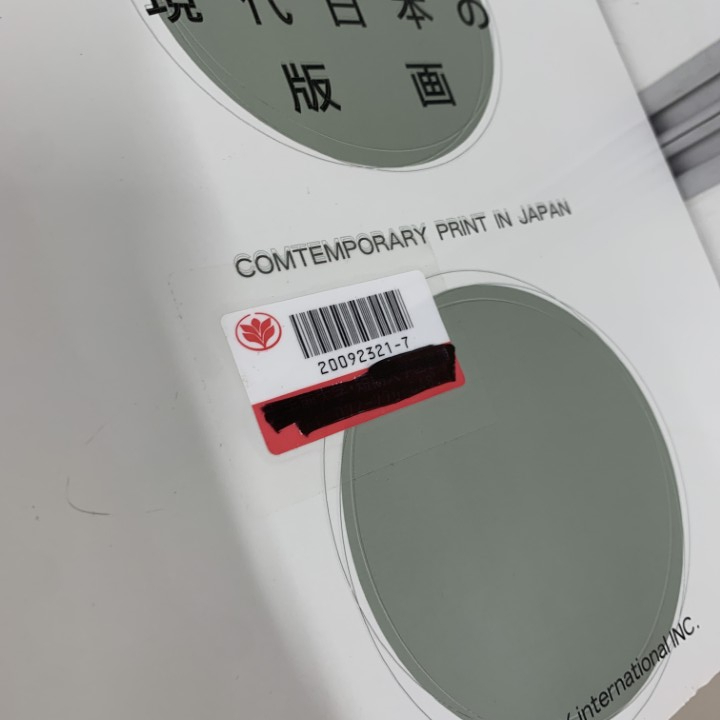 現代日本の
版画
COMTEMPORARY PRINT IN JAPAN
20092321-7
international INC.